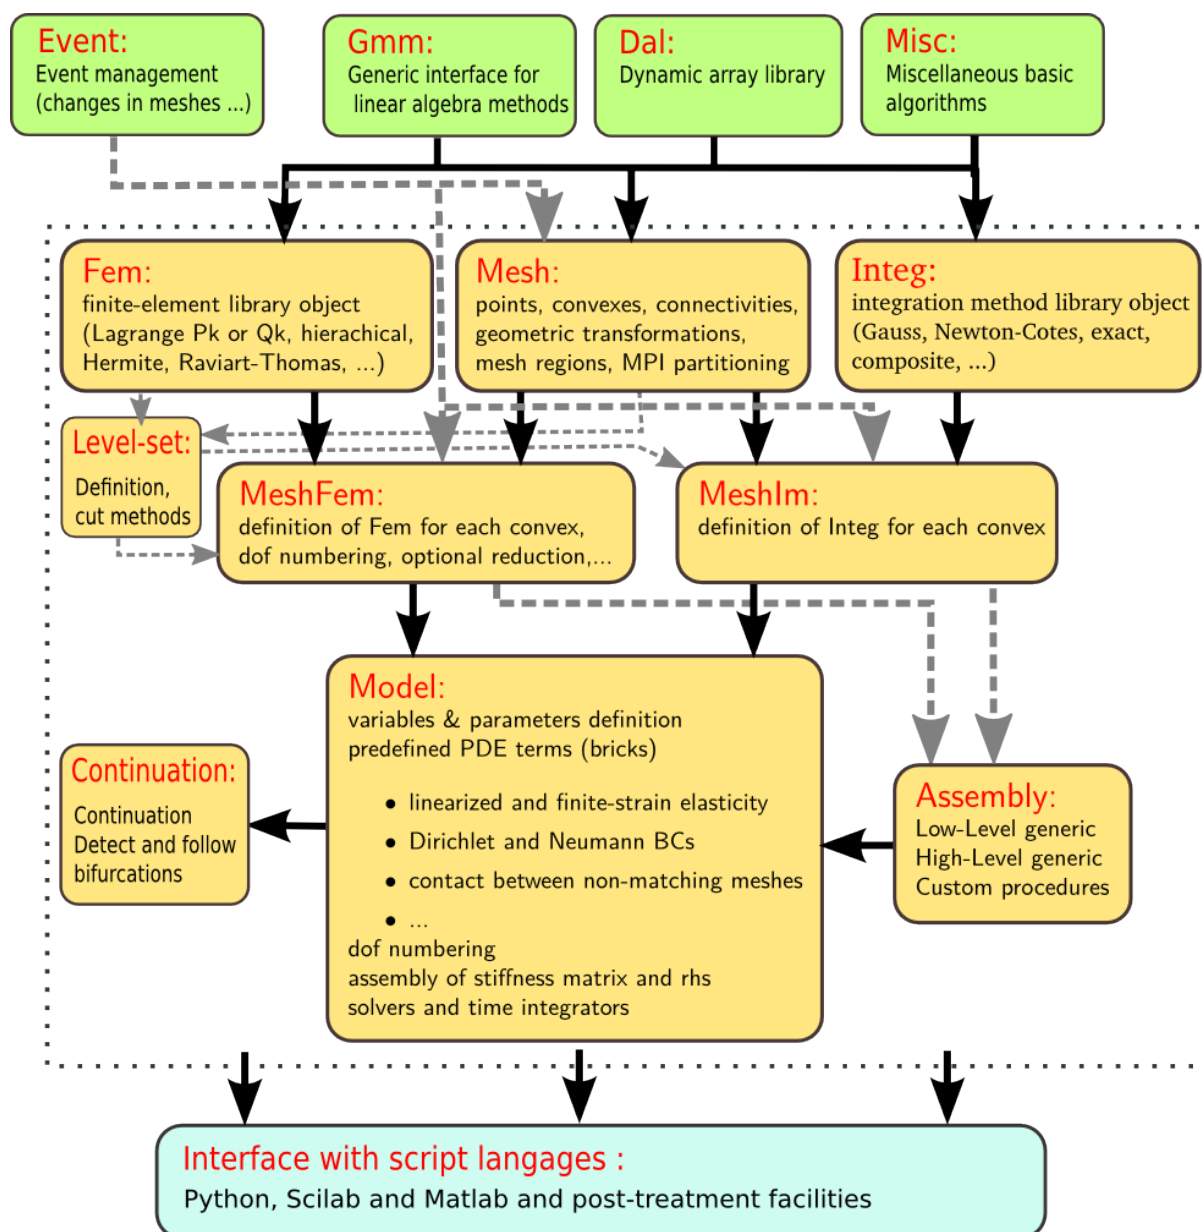 Event:
Event management
(changes in meshes ...)
Gmm:
Generic interface for
linear algebra methods
Dal:
Dynamic array library
Misc:
Miscellaneous basic
algorithms
Fem:
finite-element library object
(Lagrange Pk or Qk, hierachical,
Hermite, Raviart-Thomas, ...)
Mesh:
points, convexes, connectivities,
geometric transformations,
mesh regions, MPI partitioning
Integ:
integration method library object
(Gauss, Newton-Cotes, exact,
composite, ...)
Level-set:
Definition,
cut methods
MeshFem:
definition of Fem for each convex,
dof numbering, optional reduction,...
MeshIm:
definition of Integ for each convex
Model:
variables & parameters definition
predefined PDE terms (bricks)
• linearized and finite-strain elasticity
• Dirichlet and Neumann BCs
• contact between non-matching meshes
• ...
dof numbering
assembly of stiffness matrix and rhs
solvers and time integrators
Continuation:
Continuation
Detect and follow
bifurcations
Assembly:
Low-Level generic
High-Level generic
Custom procedures
Interface with script langages :
Python, Scilab and Matlab and post-treatment facilities